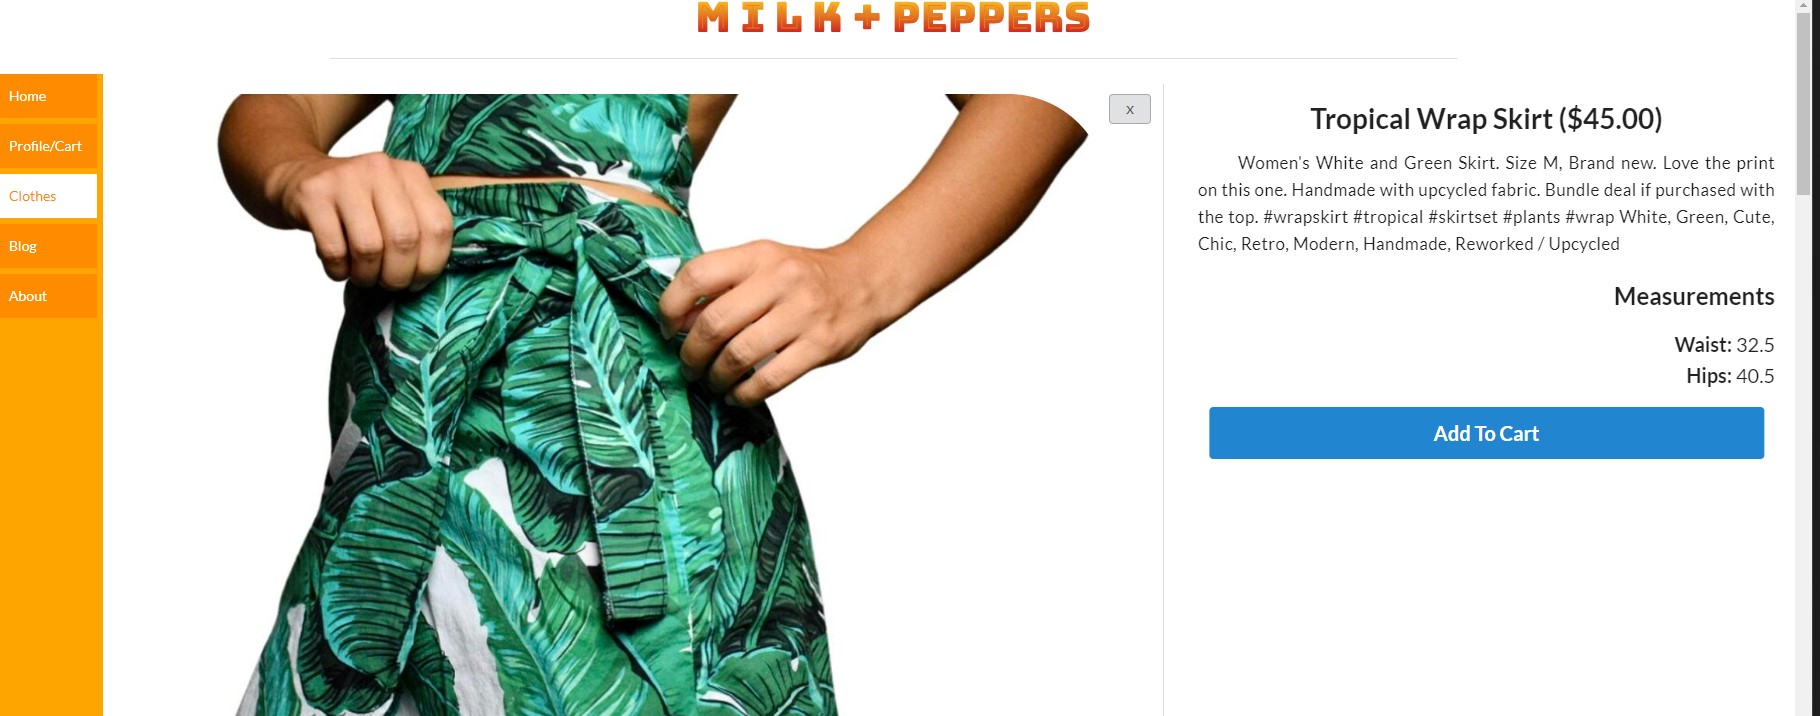 MILK + PEPPERS
Home
Profile/Cart
Clothes
Blog
About
x
Tropical Wrap Skirt ($45.00)
Women's White and Green Skirt. Size M, Brand new. Love the print
on this one. Handmade with upcycled fabric. Bundle deal if purchased with
the top. #wrapskirt #tropical #skirtset #plants #wrap White, Green, Cute,
Chic, Retro, Modern, Handmade, Reworked / Upcycled
Measurements
Waist: 32.5
Hips: 40.5
Add To Cart